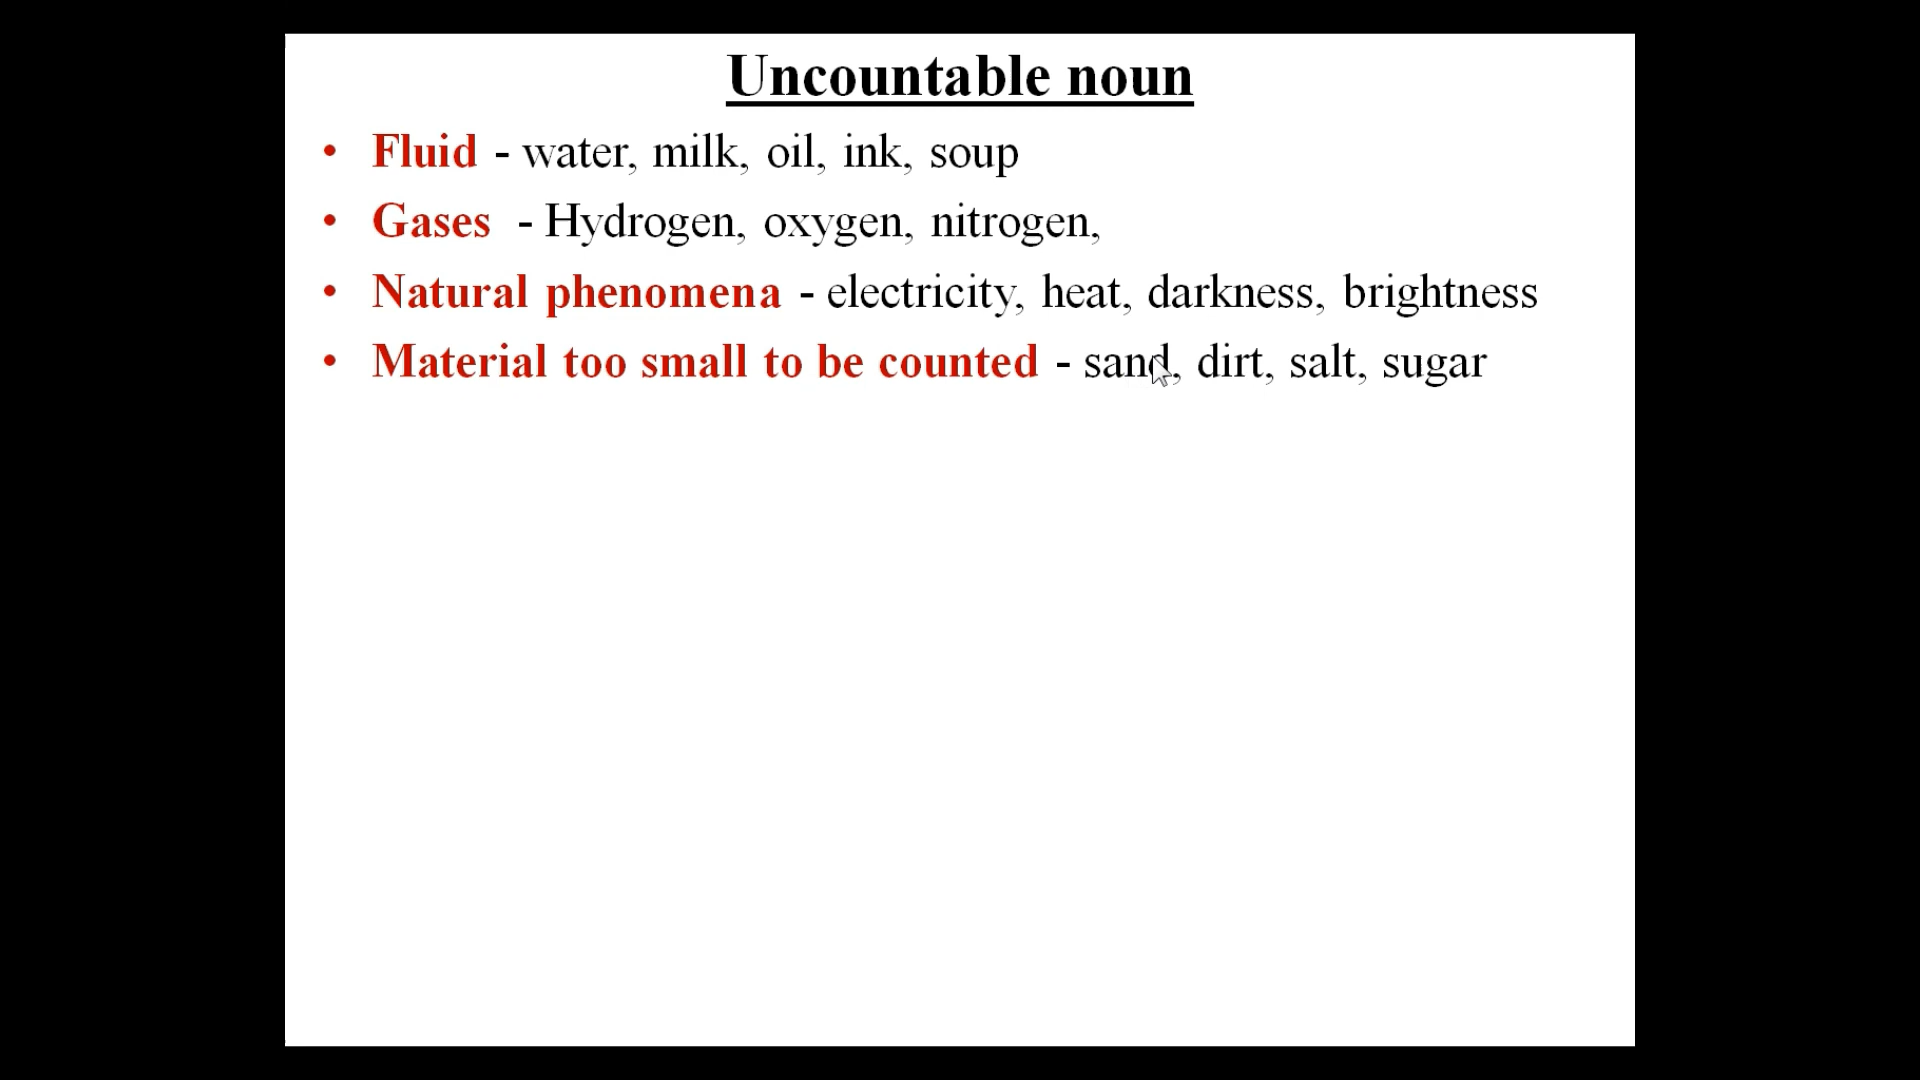 Uncountable noun
• Fluid - water, milk, oil, ink, soup
• Gases - Hydrogen, oxygen, nitrogen,
• Natural phenomena - electricity, heat, darkness, brightness
• Material too small to be counted - sand, dirt, salt, sugar